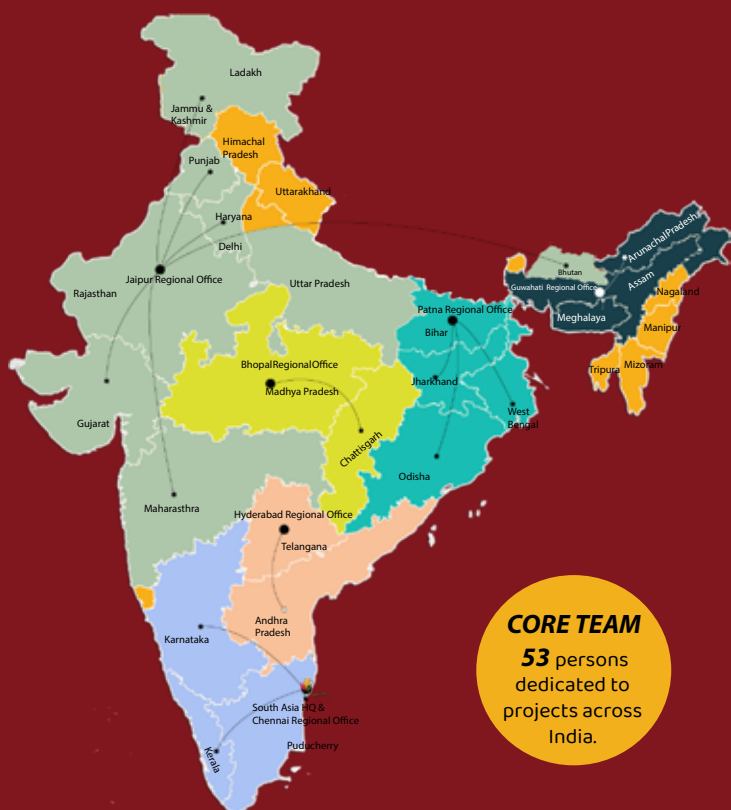 Ladakh
Jammu &
Kashmir
Himachal
Pradesh
Punjab
Uttarakhand
Haryana
Delhi
Jaipur Regional Office
Rajasthan
Uttar Pradesh
Arunachal Pradesh
Bhutan
Guwahati Regional Office
Assam
Nagaland
Meghalaya
Manipur
Tripura
Mizoram
Patna Regional Office
Bihar
BhopalRegionalOffice
Madhya Pradesh
Jharkhand
West
Bengal
Gujarat
Chattisgarh
Odisha
Maharasthra
Hyderabad Regional Office
Telangana
Andhra
Pradesh
Karnataka
South Asia HQ &
Chennai Regional Office
Puducherry
Kerala
CORE TEAM
53 persons
dedicated to
projects across
India.